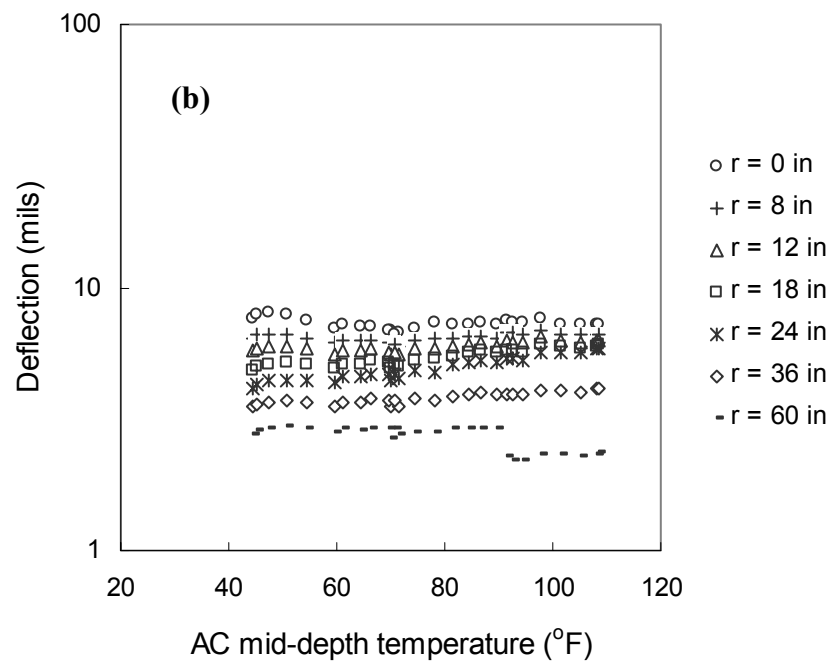 100
(b)
Deflection (mils)
10
1
20
40
60
80
100
120
AC mid-depth temperature (°F)
r = 0 in
r = 8 in
r = 12 in
r = 18 in
r = 24 in
r = 36 in
r = 60 in